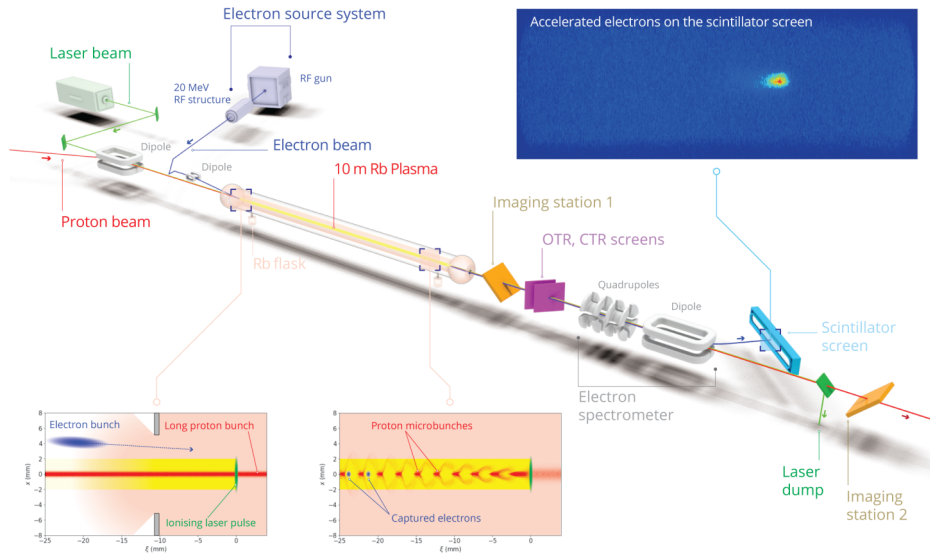 Electron source system
Accelerated electrons on the scintillator screen
Laser beam
RF gun
20 MeV
RF structure
Dipole
Electron beam
Dipole
10 m Rb Plasma
Proton beam
Imaging station 1
OTR, CTR screens
Rb flask
Quadrupoles
Dipole
Scintillator
screen
Electron
spectrometer
Laser
dump
Imaging
station 2
8
6
4
2
0
−2
−4
−6
−8
x (mm)
Electron bunch
Long proton bunch
Ionising laser pulse
−25
−20
−15
−10
−5
0
ξ (mm)
8
6
4
2
0
−2
−4
−6
−8
x (mm)
Proton microbunches
Captured electrons
−25
−20
−15
−10
−5
0
ξ (mm)